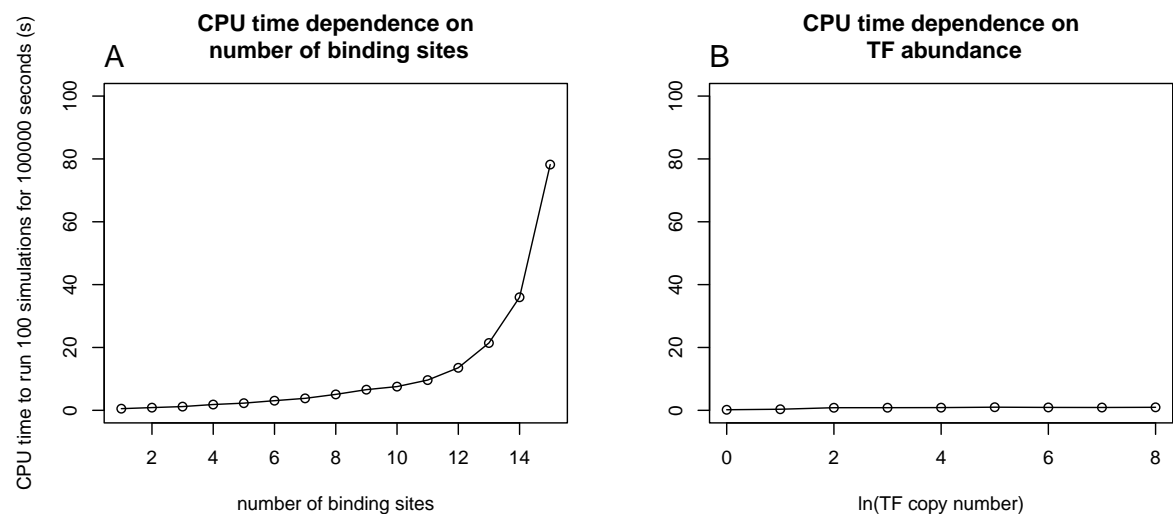 CPU time dependence on
number of binding sites
A
CPU time to run 100 simulations for 100000 seconds (s)
100
80
60
40
20
0
2 4 6 8 10 12 14
number of binding sites
CPU time dependence on
TF abundance
B
100
80
60
40
20
0
0 2 4 6 8
ln(TF copy number)